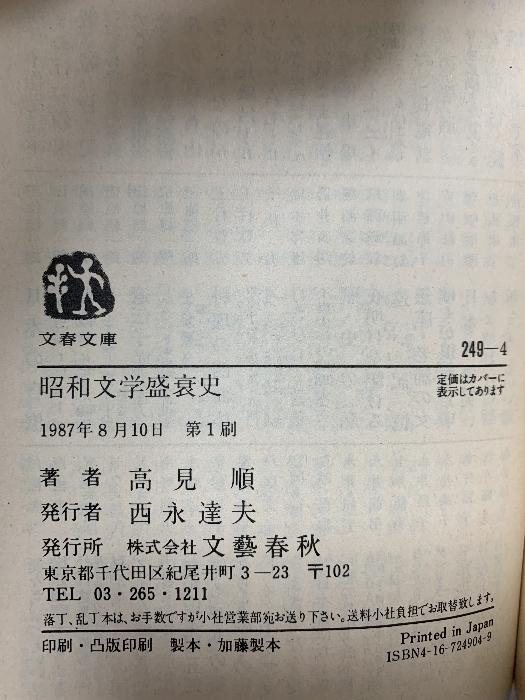 文春文庫
249—4
定価はカバーに
表示してあります
昭和文学盛衰史
1987年8月10日 第1刷
著者 高見 順
発行者 西永達夫
発行所 株式会社 文藝春秋
東京都千代田区紀尾井町3—23 〒102
TEL 03・265・1211
落丁、乱丁本は、お手数ですが小社営業部宛お送り下さい。送料小社負担でお取替致します。
印刷・凸版印刷 製本・加藤製本
Printed in Japan
ISBN4-16-724904-9